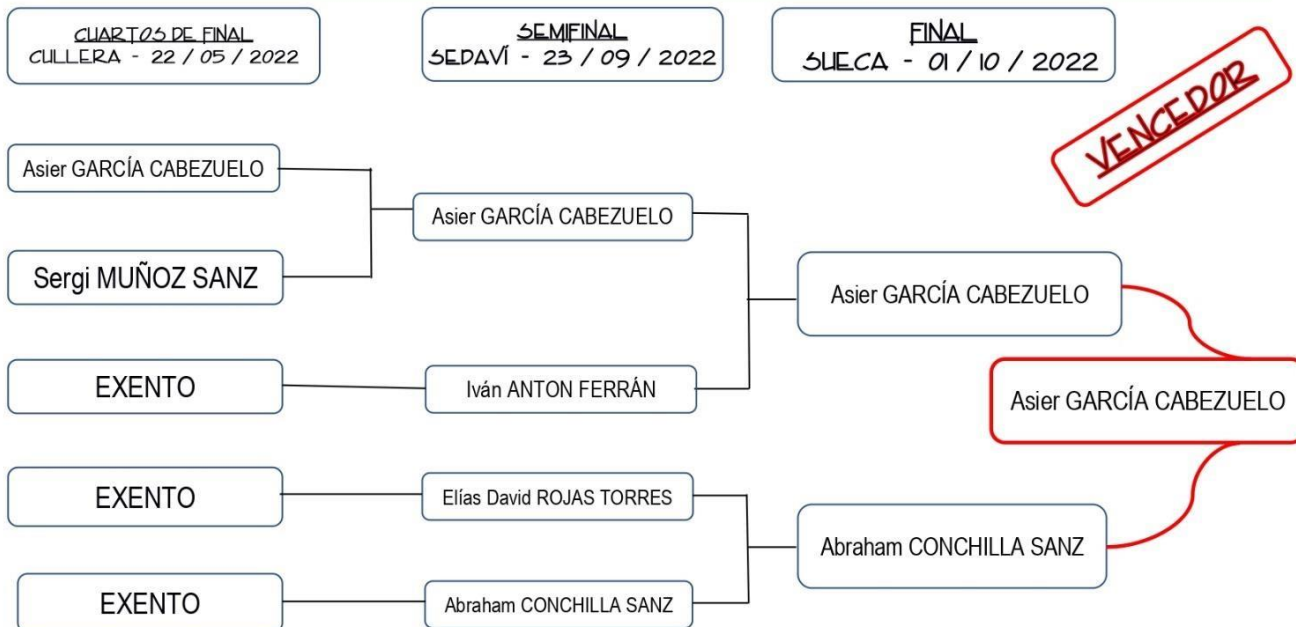 CUARTOS DE FINAL
CULLERA - 22 / 05 / 2022
SEMIFINAL
SEDAVÍ - 23 / 09 / 2022
FINAL
SUECA - 01 / 10 / 2022
VENCEDOR
Asier GARCÍA CABEZUELO
Sergi MUÑOZ SANZ
EXENTO
EXENTO
EXENTO
Asier GARCÍA CABEZUELO
Iván ANTON FERRÁN
Elías David ROJAS TORRES
Abraham CONCHILLA SANZ
Asier GARCÍA CABEZUELO
Abraham CONCHILLA SANZ
Asier GARCÍA CABEZUELO